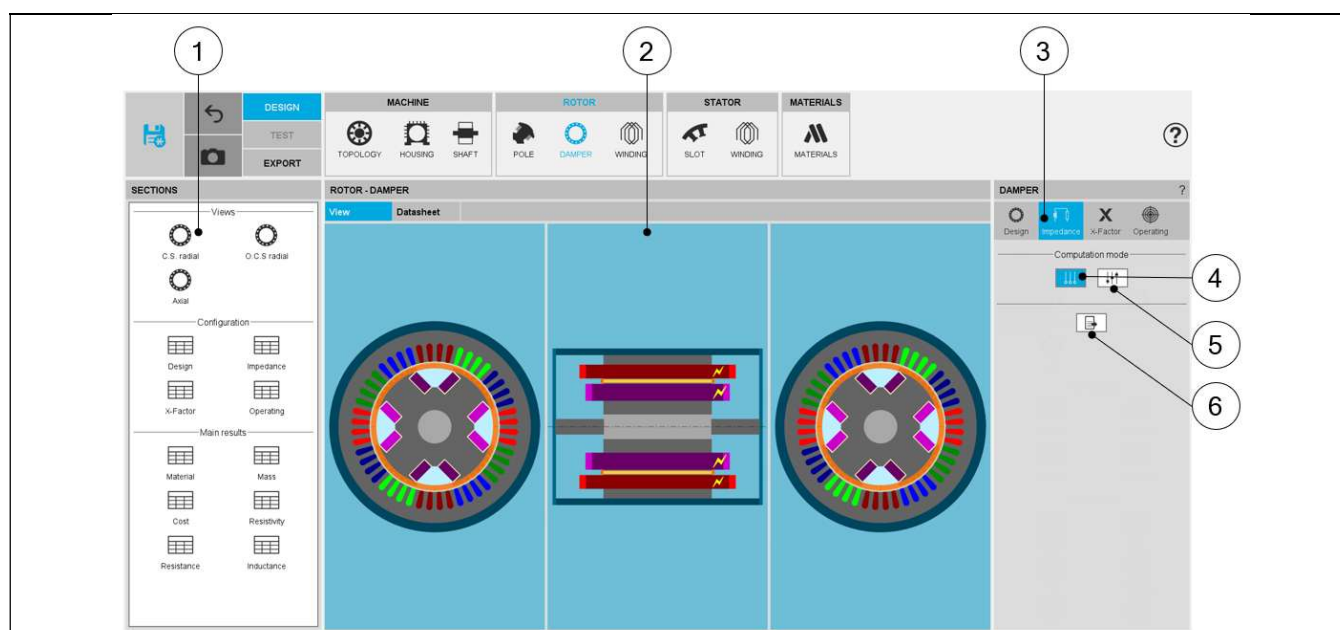 1 2 3
DESIGN MACHINE ROTOR STATOR MATERIALS
TEST
EXPORT
TOPOLOGY HOUSING SHAFT POLE DAMPER WINDING SLOT WINDING MATERIALS
?
SECTIONS ROTOR - DAMPER DAMPER ?
Views View Datasheet
C.S. radial O.C.S radial
Axial
Design Impedance X-Factor Operating
Computation mode
4
5
6
Configuration
Design Impedance
X-Factor Operating
Main results
Material Mass
Cost Resistivity
Resistance Inductance